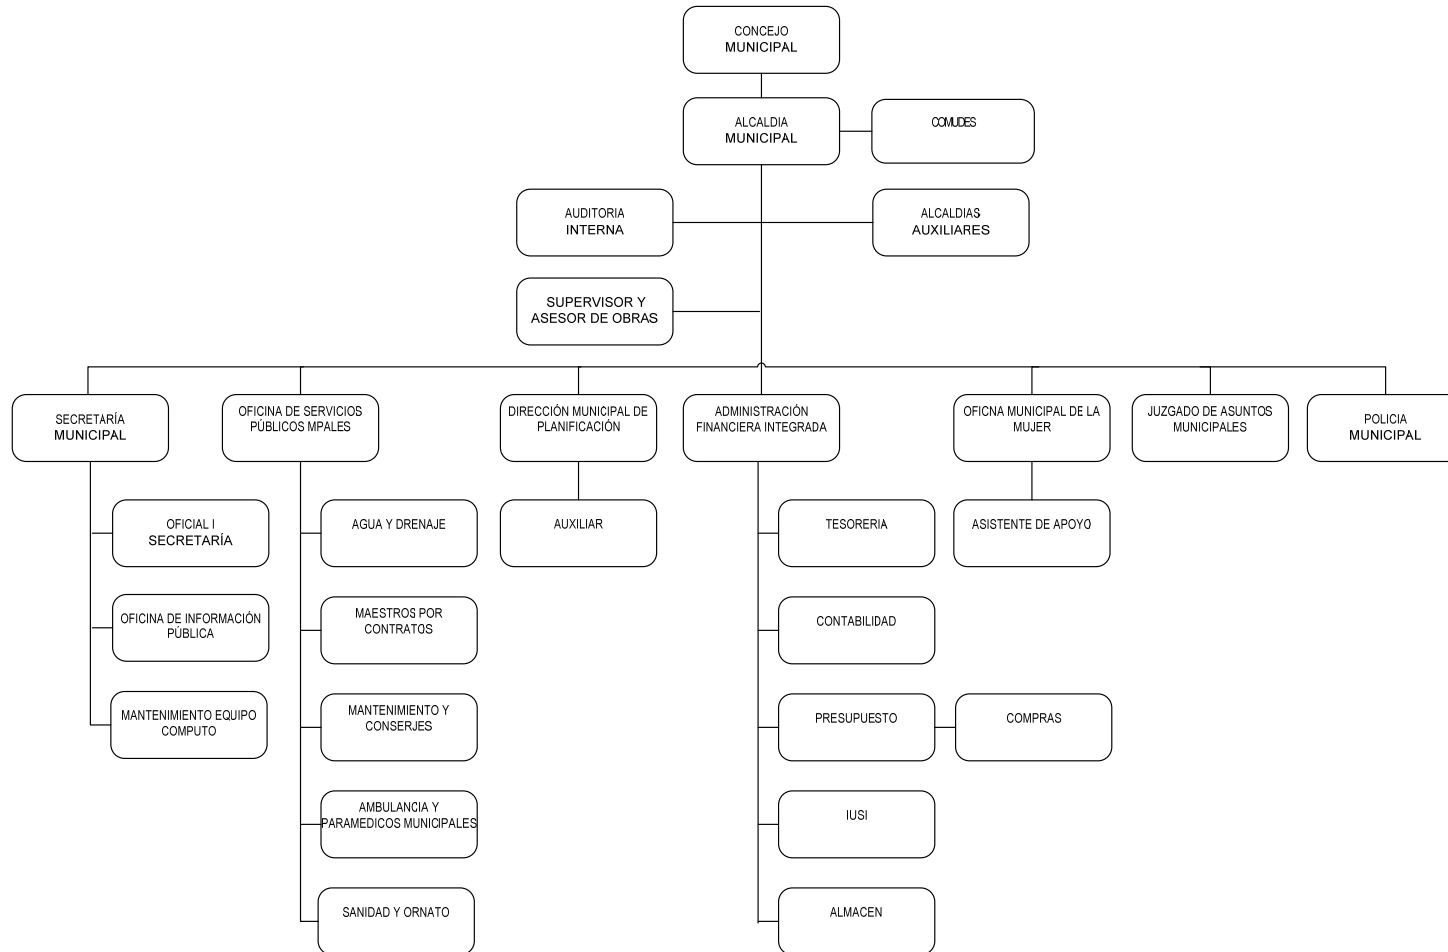 CONCEJO
MUNICIPAL
ALCALDIA
MUNICIPAL
COMUDES
AUDITORIA
INTERNA
ALCALDIAS
AUXILIARES
SUPERVISOR Y
ASESOR DE OBRAS
SECRETARÍA
MUNICIPAL
OFICINA DE SERVICIOS
PÚBLICOS MPALES
DIRECCIÓN MUNICIPAL DE
PLANIFICACIÓN
ADMINISTRACIÓN
FINANCIERA INTEGRADA
OFICNA MUNICIPAL DE LA
MUJER
JUZGADO DE ASUNTOS
MUNICIPALES
POLICIA
MUNICIPAL
OFICIAL I
SECRETARÍA
AGUA Y DRENAJE
AUXILIAR
TESORERIA
ASISTENTE DE APOYO
OFICINA DE INFORMACIÓN
PÚBLICA
MAESTROS POR
CONTRATOS
CONTABILIDAD
MANTENIMIENTO EQUIPO
COMPUTO
MANTENIMIENTO Y
CONSERJES
PRESUPUESTO
COMPRAS
AMBULANCIA Y
PARAMEDICOS MUNICIPALES
IUSI
SANIDAD Y ORNATO
ALMACEN